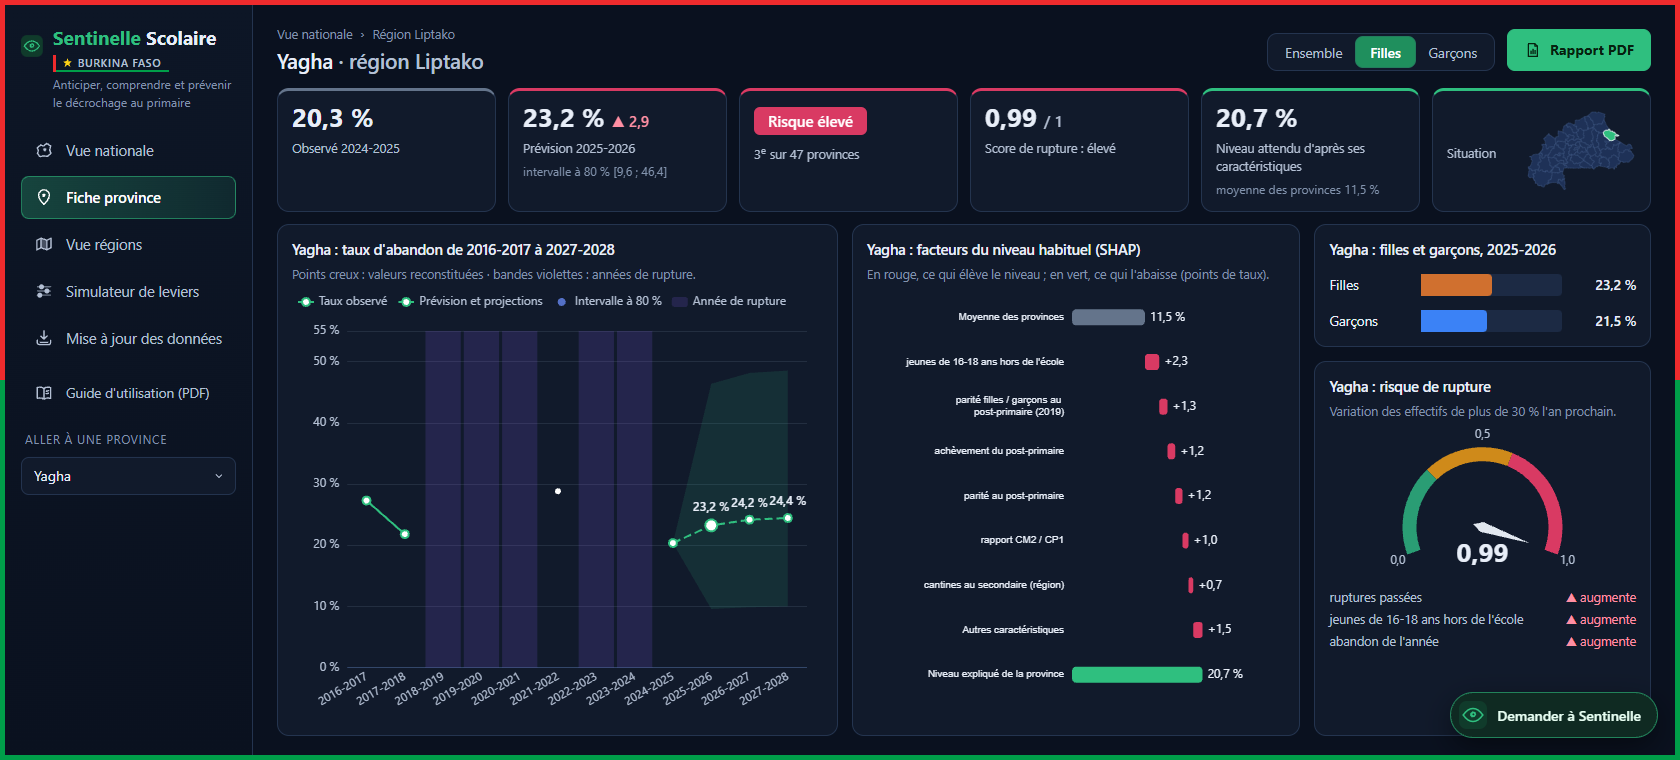 Sentinelle Scolaire
BURKINA FASO
Anticiper, comprendre et prévenir
le décrochage au primaire
Vue nationale
Fiche province
Vue régions
Simulateur de leviers
Mise à jour des données
Guide d'utilisation (PDF)
ALLER À UNE PROVINCE
Yagha
Vue nationale › Région Liptako
Yagha · région Liptako
Ensemble Filles Garçons
Rapport PDF
20,3 %
Observé 2024-2025
23,2 % ▲ 2,9
Prévision 2025-2026
intervalle à 80 % [9,6 ; 46,4]
Risque élevé
3e sur 47 provinces
0,99 / 1
Score de rupture : élevé
20,7 %
Niveau attendu d'après ses
caractéristiques
moyenne des provinces 11,5 %
Situation
Yagha : taux d'abandon de 2016-2017 à 2027-2028
Points creux : valeurs reconstituées · bandes violettes : années de rupture.
Taux observé Prévision et projections Intervalle à 80 % Année de rupture
55 %
50 %
40 %
30 %
20 %
10 %
0 %
23,2 % 24,2 % 24,4 %
2016-2017 2017-2018 2018-2019 2019-2020 2020-2021 2021-2022 2022-2023 2023-2024 2024-2025 2025-2026 2026-2027 2027-2028
Yagha : facteurs du niveau habituel (SHAP)
En rouge, ce qui élève le niveau ; en vert, ce qui l'abaisse (points de taux).
Moyenne des provinces 11,5 %
jeunes de 16-18 ans hors de l'école +2,3
parité filles / garçons au
post-primaire (2019) +1,3
achèvement du post-primaire +1,2
parité au post-primaire +1,2
rapport CM2 / CP1 +1,0
cantines au secondaire (région) +0,7
Autres caractéristiques +1,5
Niveau expliqué de la province 20,7 %
Yagha : filles et garçons, 2025-2026
Filles 23,2 %
Garçons 21,5 %
Yagha : risque de rupture
Variation des effectifs de plus de 30 % l'an prochain.
0,5
0,0 0,99 1,0
ruptures passées ▲ augmente
jeunes de 16-18 ans hors de l'école ▲ augmente
abandon de l'année ▲ augmente
Demander à Sentinelle